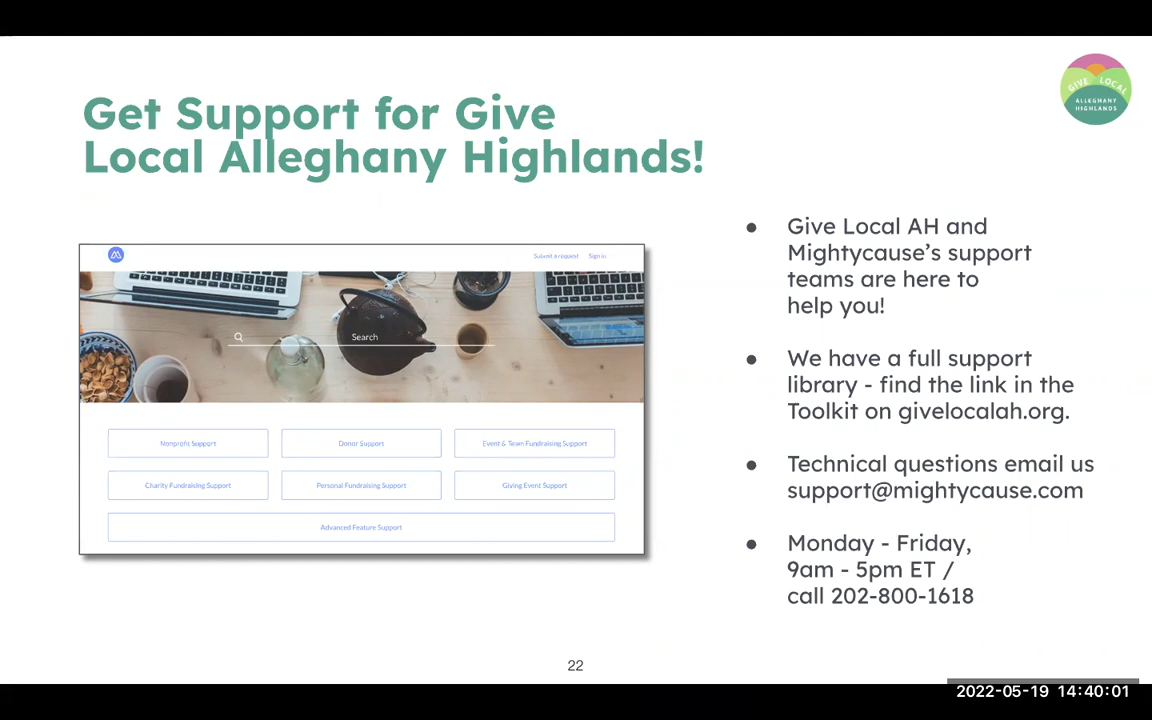 GIVE LOCAL
ALLEGHANY
HIGHLANDS
Get Support for Give
Local Alleghany Highlands!
Submit a request
Sign in
Search
Nonprofit Support
Donor Support
Event & Team Fundraising Support
Charity Fundraising Support
Personal Fundraising Support
Giving Event Support
Advanced Feature Support
● Give Local AH and
Mightycause’s support
teams are here to
help you!
● We have a full support
library - find the link in the
Toolkit on givelocalah.org.
● Technical questions email us
support@mightycause.com
● Monday - Friday,
9am - 5pm ET /
call 202-800-1618
22
2022-05-19 14:40:01